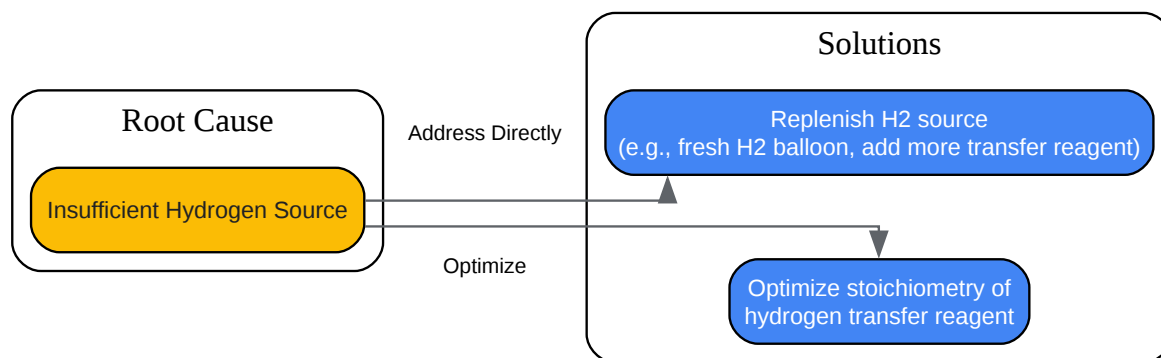 Root Cause
Insufficient Hydrogen Source
Address Directly
Optimize
Solutions
Replenish H2 source
(e.g., fresh H2 balloon, add more transfer reagent)
Optimize stoichiometry of
hydrogen transfer reagent